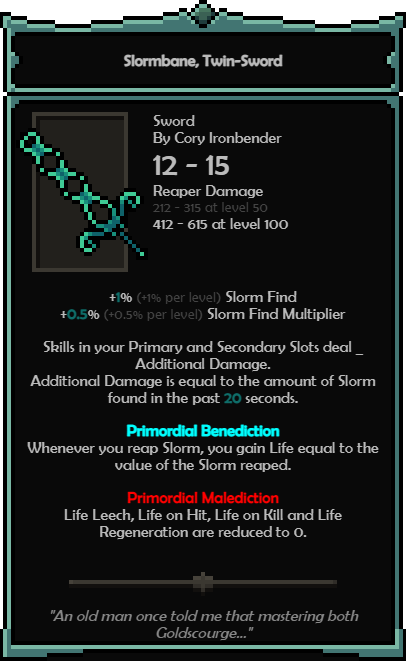 Slormbane, Twin-Sword
Sword
By Cory Ironbender
12 - 15
Reaper Damage
212 - 315 at level 50
412 - 615 at level 100
+1% (+1% per level) Slorm Find
+0.5% (+0.5% per level) Slorm Find Multiplier
Skills in your Primary and Secondary Slots deal _
Additional Damage.
Additional Damage is equal to the amount of Slorm
found in the past 20 seconds.
Primordial Benediction
Whenever you reap Slorm, you gain Life equal to the
value of the Slorm reaped.
Primordial Malediction
Life Leech, Life on Hit, Life on Kill and Life
Regeneration are reduced to 0.
"An old man once told me that mastering both
Goldscourge..."